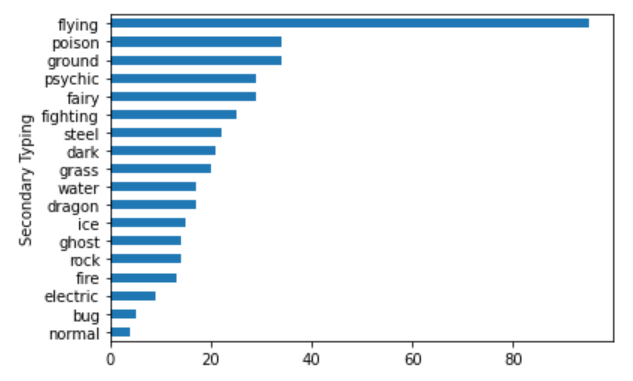 flying
poison
ground
psychic
fairy
fighting
steel
dark
grass
water
dragon
ice
ghost
rock
fire
electric
bug
normal
Secondary Typing
0 20 40 60 80